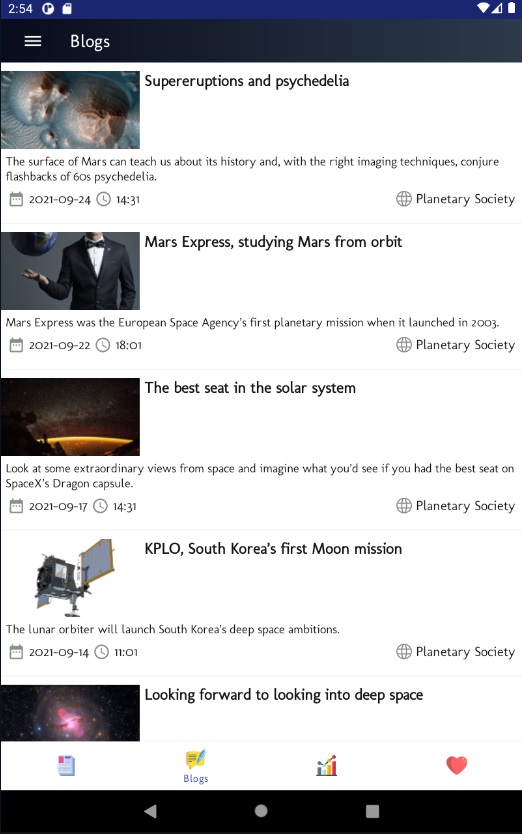 2:54
Blogs
Supereruptions and psychedelia
The surface of Mars can teach us about its history and, with the right imaging techniques, conjure
flashbacks of 60s psychedelia.
2021-09-24 14:31 Planetary Society
Mars Express, studying Mars from orbit
Mars Express was the European Space Agency's first planetary mission when it launched in 2003.
2021-09-22 18:01 Planetary Society
The best seat in the solar system
Look at some extraordinary views from space and imagine what you'd see if you had the best seat on
SpaceX's Dragon capsule.
2021-09-17 14:31 Planetary Society
KPLO, South Korea's first Moon mission
The lunar orbiter will launch South Korea's deep space ambitions.
2021-09-14 11:01 Planetary Society
Looking forward to looking into deep space
Blogs